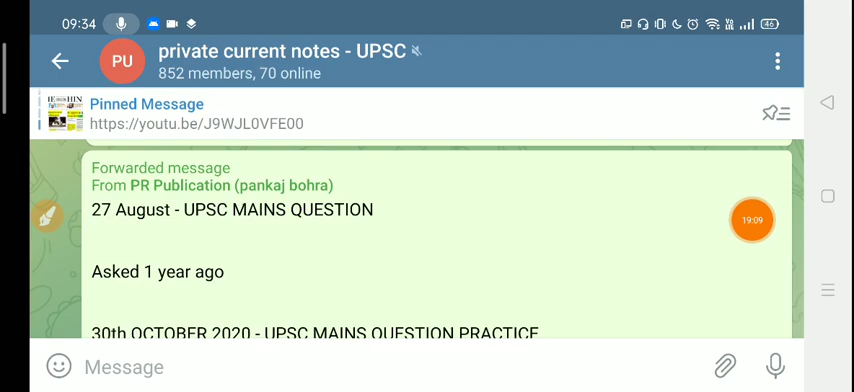 09:34
46
PU
private current notes - UPSC
852 members, 70 online
Pinned Message
https://youtu.be/J9WJL0VFE00
Forwarded message
From PR Publication (pankaj bohra)
27 August - UPSC MAINS QUESTION
19:09
Asked 1 year ago
30th OCTOBER 2020 - UPSC MAINS QUESTION PRACTICE
Message